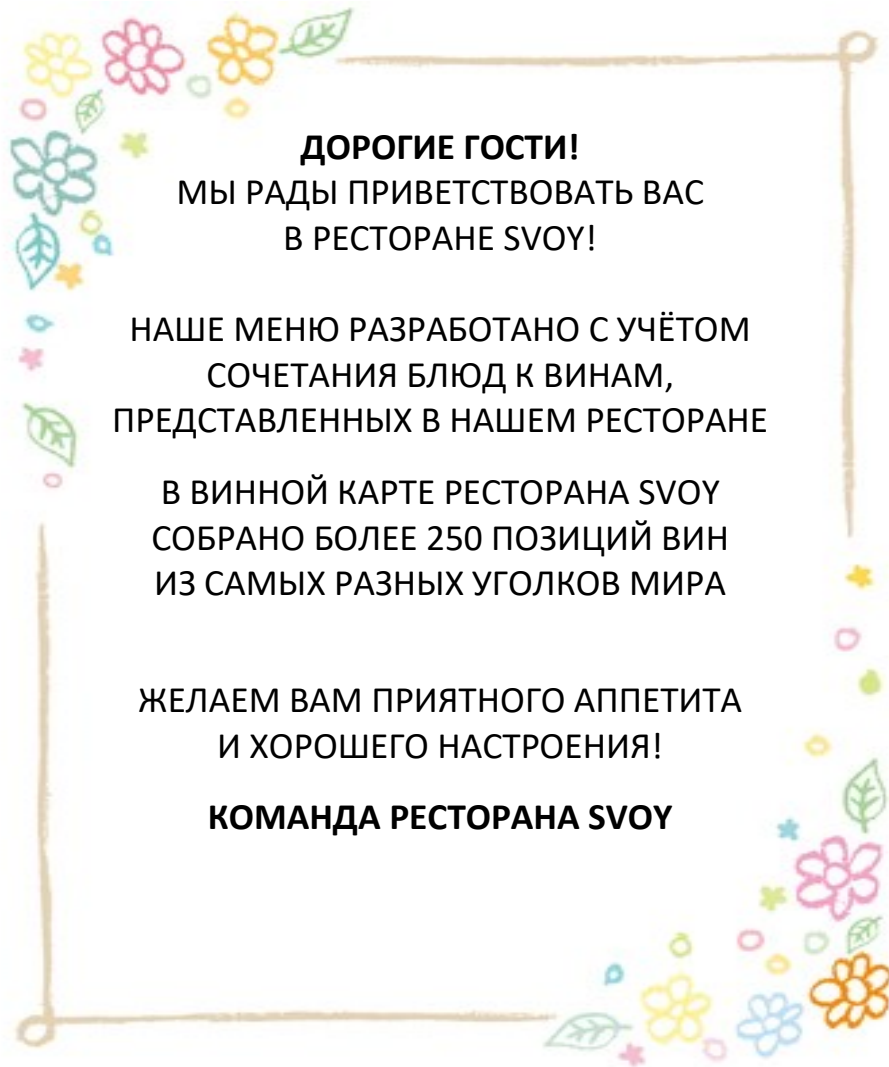 ДОРОГИЕ ГОСТИ!
МЫ РАДЫ ПРИВЕТСТВОВАТЬ ВАС
В РЕСТОРАНЕ SVOY!
НАШЕ МЕНЮ РАЗРАБОТАНО С УЧЁТОМ
СОЧЕТАНИЯ БЛЮД К ВИНАМ,
ПРЕДСТАВЛЕННЫХ В НАШЕМ РЕСТОРАНЕ
В ВИННОЙ КАРТЕ РЕСТОРАНА SVOY
СОБРАНО БОЛЕЕ 250 ПОЗИЦИЙ ВИН
ИЗ САМЫХ РАЗНЫХ УГОЛКОВ МИРА
ЖЕЛАЕМ ВАМ ПРИЯТНОГО АППЕТИТА
И ХОРОШЕГО НАСТРОЕНИЯ!
КОМАНДА РЕСТОРАНА SVOY